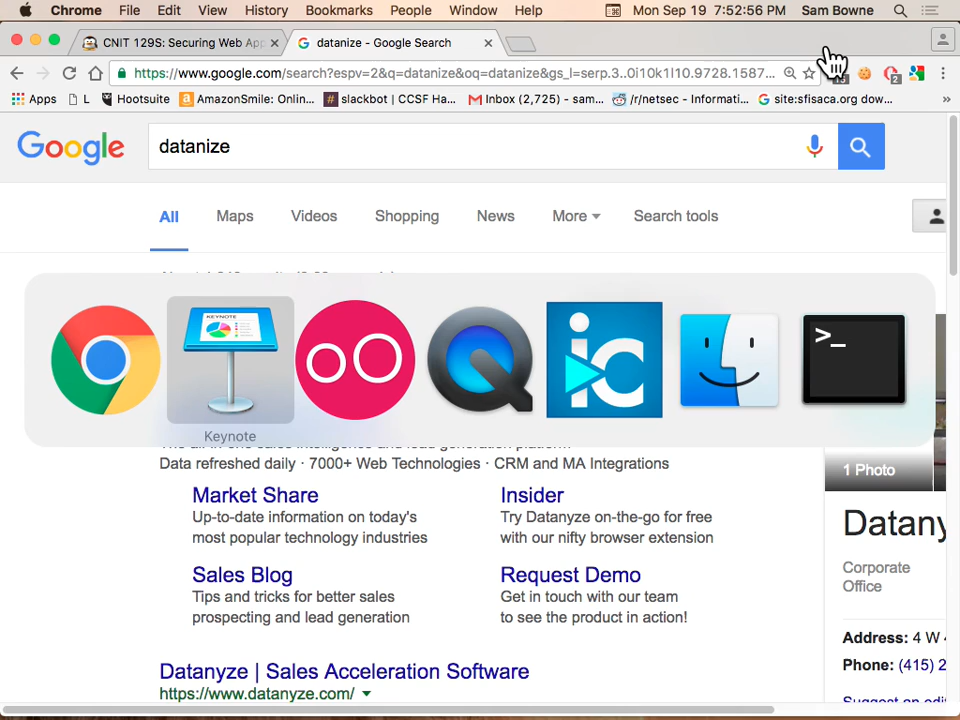 Chrome File Edit View History Bookmarks People Window Help Mon Sep 19 7:52:56 PM Sam Bowne
CNIT 129S: Securing Web App
datanize - Google Search
https://www.google.com/search?espv=2&q=datanize&oq=datanize&gs_l=serp.3..0i10k1l10.9728.1587...
Apps L Hootsuite AmazonSmile: Onlin... slackbot | CCSF Ha... Inbox (2,725) - sam... /r/netsec - Informati... site:sfisaca.org dow... »
Google
datanize
All Maps Videos Shopping News More Search tools
KEYNOTE
>_
Keynote
Data refreshed daily · 7000+ Web Technologies · CRM and MA Integrations
Market Share
Up-to-date information on today's
most popular technology industries
Insider
Try Datanyze on-the-go for free
with our nifty browser extension
Sales Blog
Tips and tricks for better sales
prospecting and lead generation
Request Demo
Get in touch with our team
to see the product in action!
Datanyze | Sales Acceleration Software
https://www.datanyze.com/
1 Photo
Datany
Corporate
Office
Address: 4 W
Phone: (415) 2